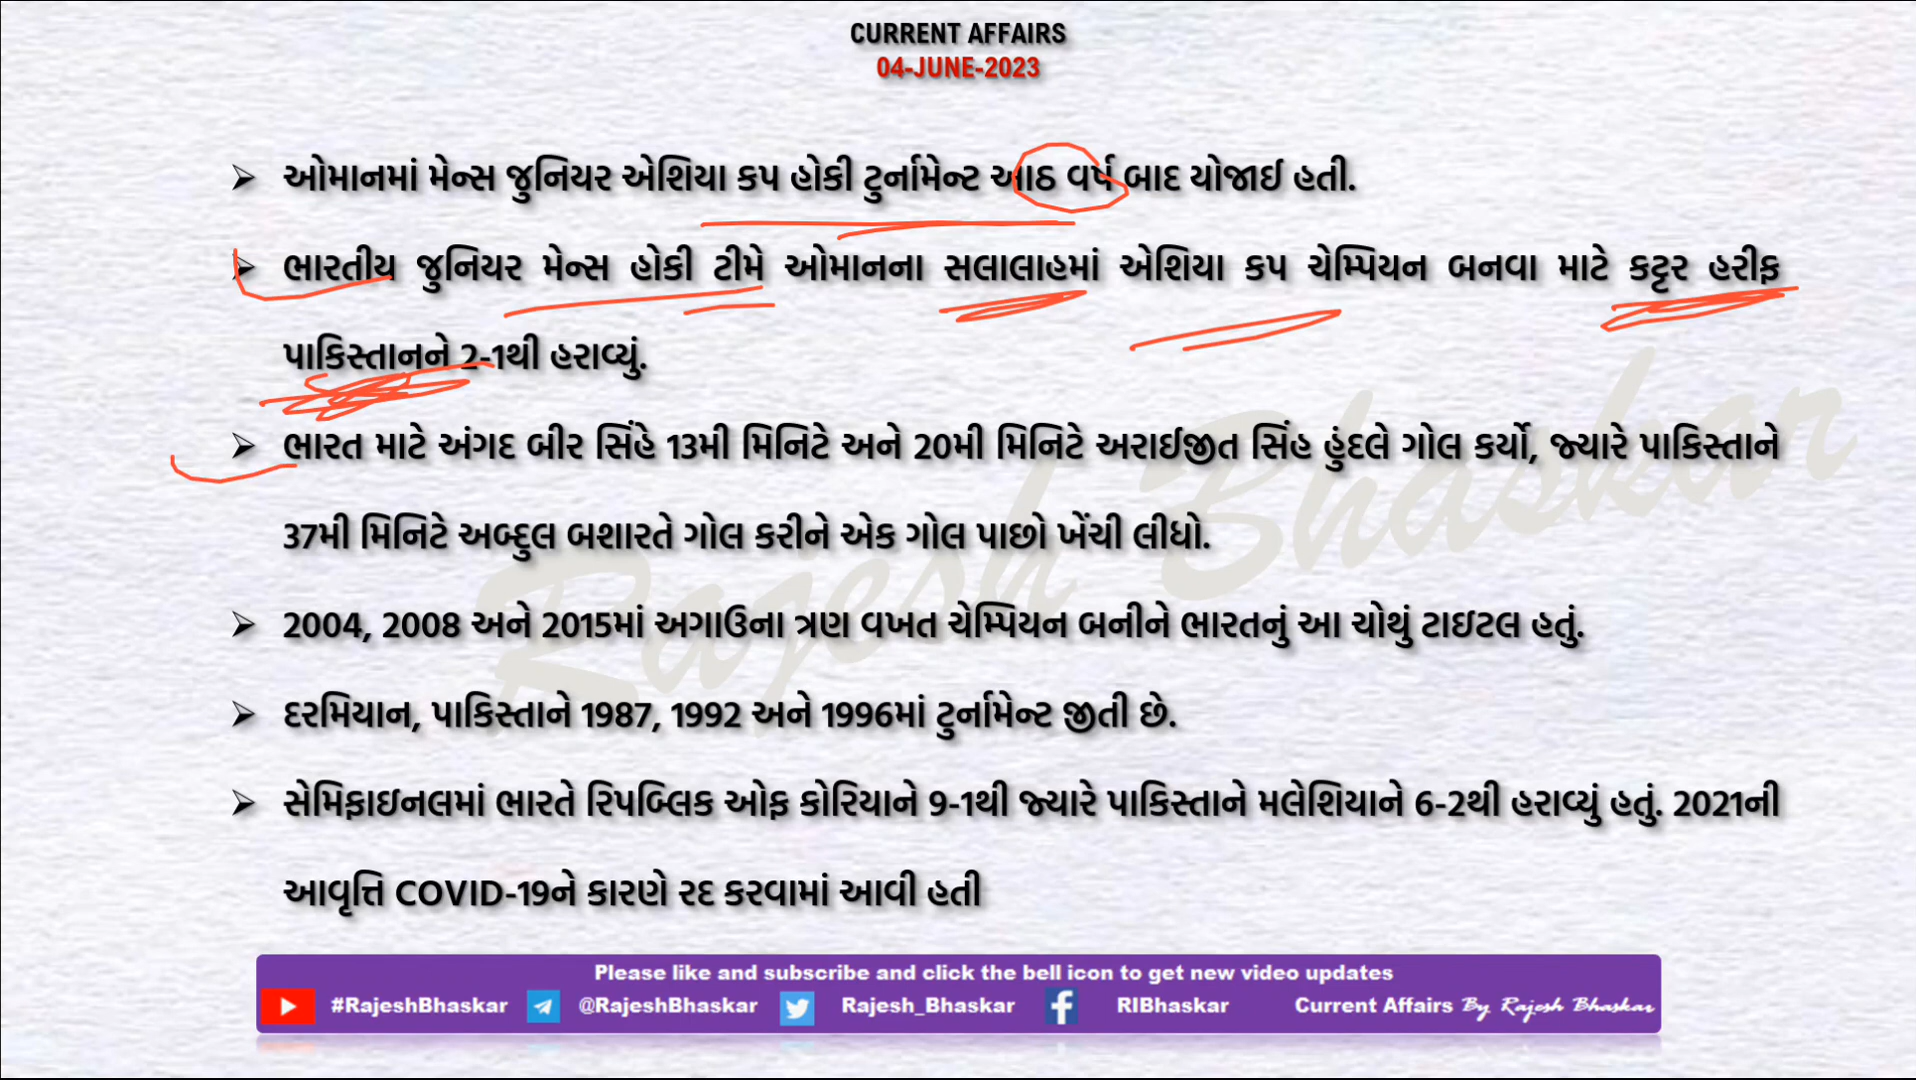 CURRENT AFFAIRS
04-JUNE-2023
➢ ઓમાનમાં મેન્સ જુનિયર એશિયા કપ હોકી ટુર્નામેન્ટ આઠ વર્ષ બાદ યોજાઈ હતી.
➢ ભારતીય જુનિયર મેન્સ હોકી ટીમે ઓમાનના સલાલાહમાં એશિયા કપ ચેમ્પિયન બનવા માટે કટ્ટર હરીફ
પાકિસ્તાનને 2-1થી હરાવ્યું.
➢ ભારત માટે અંગદ બીર સિંહે 13મી મિનિટે અને 20મી મિનિટે અરાઈજીત સિંહ હુંદલે ગોલ કર્યો, જ્યારે પાકિસ્તાને
37મી મિનિટે અબ્દુલ બશારતે ગોલ કરીને એક ગોલ પાછો ખેંચી લીધો.
➢ 2004, 2008 અને 2015માં અગાઉના ત્રણ વખત ચેમ્પિયન બનીને ભારતનું આ ચોથું ટાઇટલ હતું.
➢ દરમિયાન, પાકિસ્તાને 1987, 1992 અને 1996માં ટુર્નામેન્ટ જીતી છે.
➢ સેમિફાઇનલમાં ભારતે રિપબ્લિક ઓફ કોરિયાને 9-1થી જ્યારે પાકિસ્તાને મલેશિયાને 6-2થી હરાવ્યું હતું. 2021ની
આવૃત્તિ COVID-19ને કારણે રદ કરવામાં આવી હતી
Rajesh Bhaskar
Please like and subscribe and click the bell icon to get new video updates
#RajeshBhaskar @RajeshBhaskar Rajesh_Bhaskar RIBhaskar Current Affairs By Rajesh Bhaskar